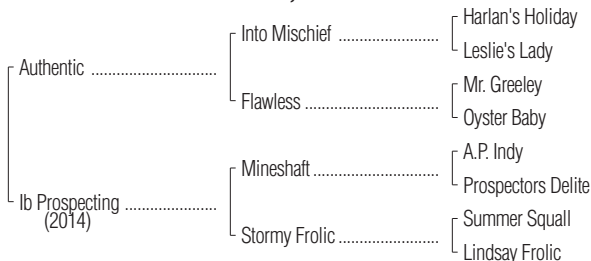 Harlan's Holiday
Into Mischief ........................
Leslie's Lady
Authentic ..............................
Mr. Greeley
Flawless ................................
Oyster Baby
A.P. Indy
Mineshaft ..............................
Prospectors Delite
Ib Prospecting ......................
(2014)
Summer Squall
Stormy Frolic ........................
Lindsay Frolic